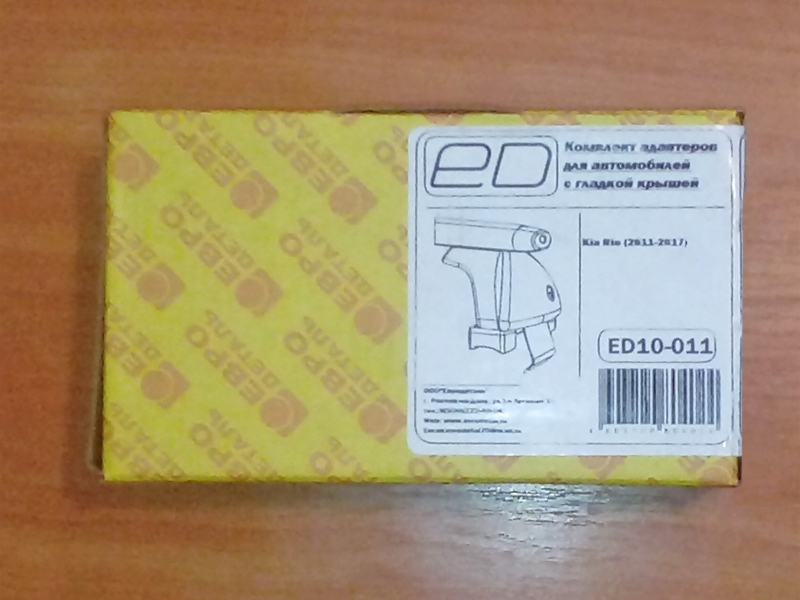 ЕВРО
ДЕТАЛЬ
ED
Комплект адаптеров
для автомобилей
с гладкой крышей
Kia Rio (2011-2017)
ED10-011